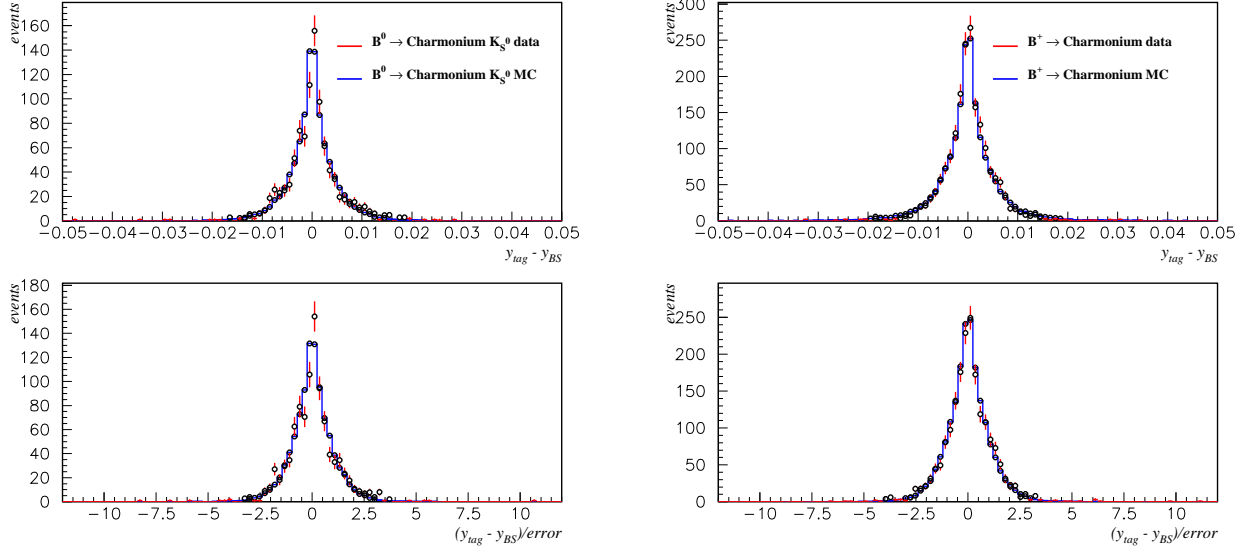 events
180
160
140
120
100
80
60
40
20
0
B⁰ → Charmonium K_S⁰ data
B⁰ → Charmonium K_S⁰ MC
−0.05 −0.04 −0.03 −0.02 −0.01 0 0.01 0.02 0.03 0.04 0.05
y_tag - y_BS
events
300
250
200
150
100
50
0
B⁺ → Charmonium data
B⁺ → Charmonium MC
−0.05 −0.04 −0.03 −0.02 −0.01 0 0.01 0.02 0.03 0.04 0.05
y_tag - y_BS
events
180
160
140
120
100
80
60
40
20
0
−10 −7.5 −5 −2.5 0 2.5 5 7.5 10
(y_tag - y_BS)/error
events
250
200
150
100
50
0
−10 −7.5 −5 −2.5 0 2.5 5 7.5 10
(y_tag - y_BS)/error